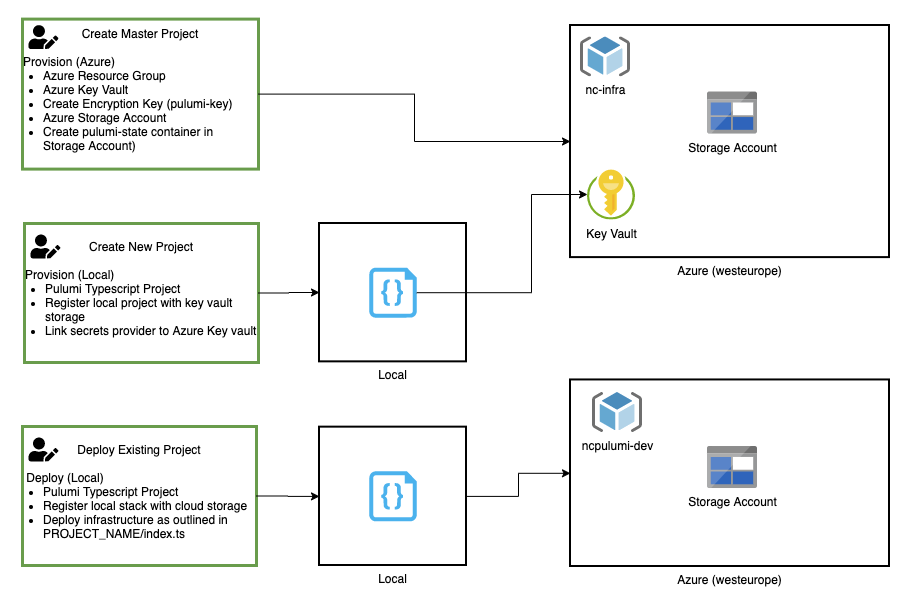 Create Master Project
Provision (Azure)
• Azure Resource Group
• Azure Key Vault
• Create Encryption Key (pulumi-key)
• Azure Storage Account
• Create pulumi-state container in
Storage Account)
nc-infra
Storage Account
Key Vault
Azure (westeurope)
Create New Project
Provision (Local)
• Pulumi Typescript Project
• Register local project with key vault
storage
• Link secrets provider to Azure Key vault
{}
Local
Deploy Existing Project
Deploy (Local)
• Pulumi Typescript Project
• Register local stack with cloud storage
• Deploy infrastructure as outlined in
PROJECT_NAME/index.ts
{}
Local
ncpulumi-dev
Storage Account
Azure (westeurope)